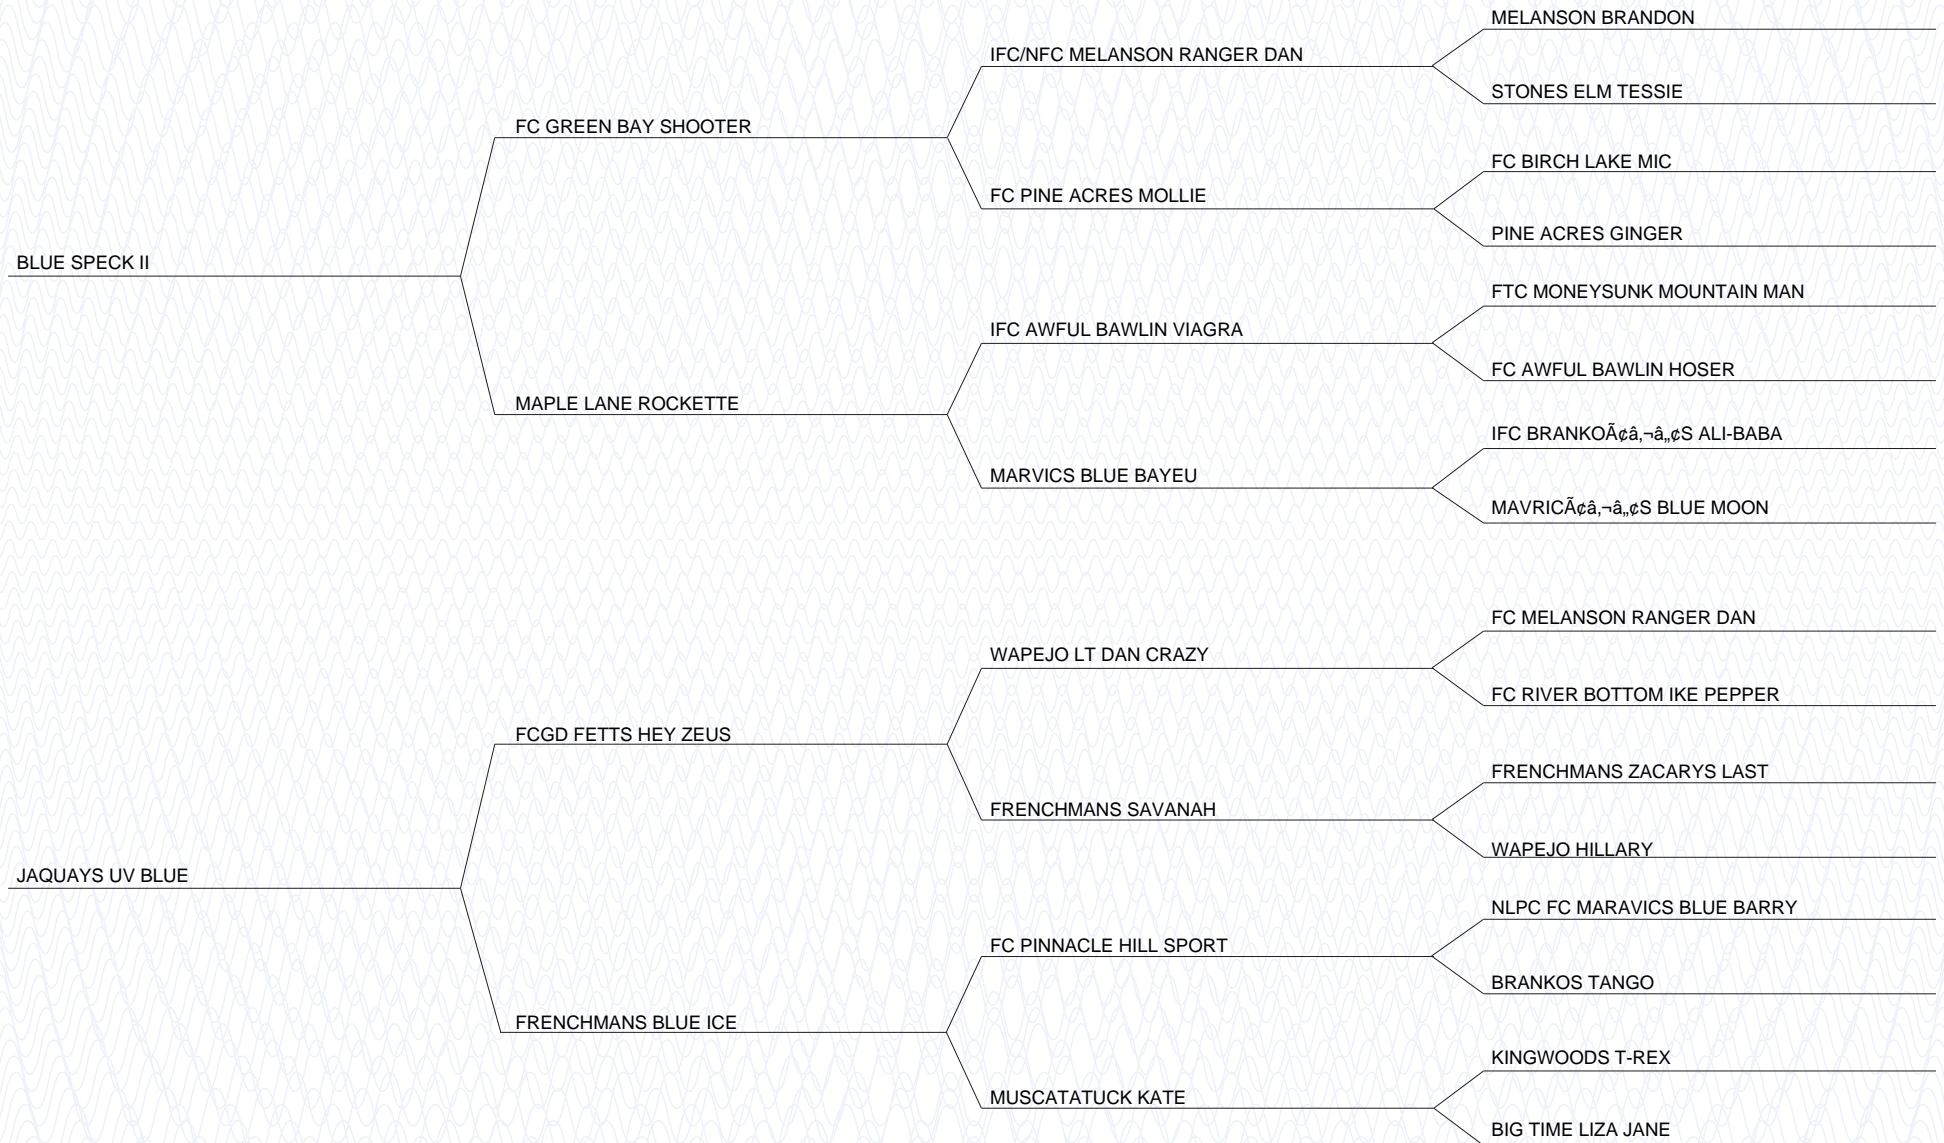 MELANSON BRANDON
IFC/NFC MELANSON RANGER DAN
STONES ELM TESSIE
FC GREEN BAY SHOOTER
FC BIRCH LAKE MIC
FC PINE ACRES MOLLIE
PINE ACRES GINGER
BLUE SPECK II
FTC MONEYSUNK MOUNTAIN MAN
IFC AWFUL BAWLIN VIAGRA
FC AWFUL BAWLIN HOSER
MAPLE LANE ROCKETTE
IFC BRANKOÃ¢â‚¬â„¢S ALI-BABA
MARVICS BLUE BAYEU
MAVRICÃ¢â‚¬â„¢S BLUE MOON
FC MELANSON RANGER DAN
WAPEJO LT DAN CRAZY
FC RIVER BOTTOM IKE PEPPER
FCGD FETTS HEY ZEUS
FRENCHMANS ZACARYS LAST
FRENCHMANS SAVANAH
WAPEJO HILLARY
JAQUAYS UV BLUE
NLPC FC MARAVICS BLUE BARRY
FC PINNACLE HILL SPORT
BRANKOS TANGO
FRENCHMANS BLUE ICE
KINGWOODS T-REX
MUSCATATUCK KATE
BIG TIME LIZA JANE